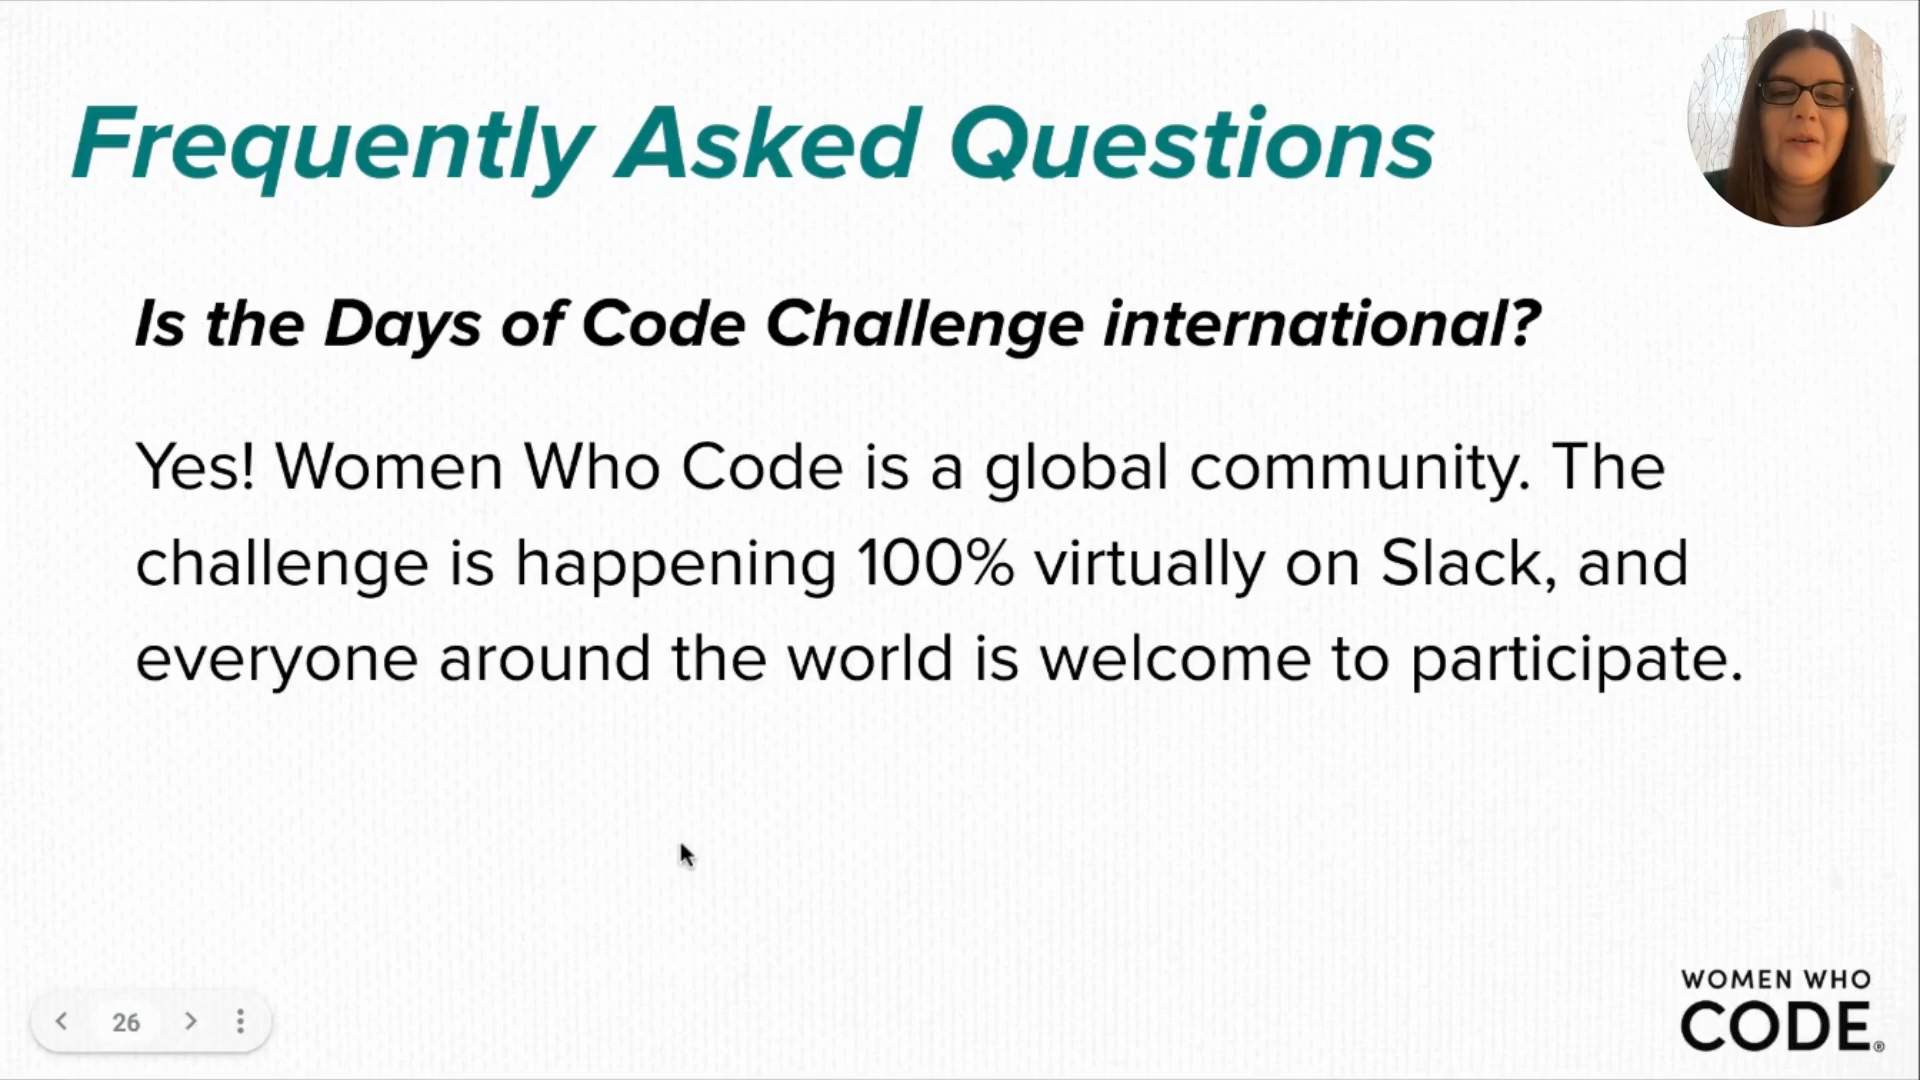 Frequently Asked Questions
Is the Days of Code Challenge international?
Yes! Women Who Code is a global community. The
challenge is happening 100% virtually on Slack, and
everyone around the world is welcome to participate.
26
WOMEN WHO
CODE®